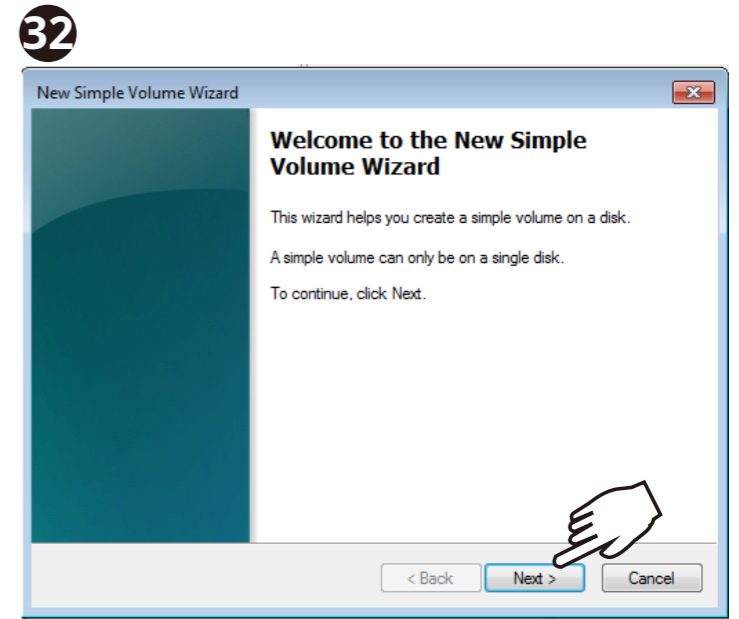 32
New Simple Volume Wizard
Welcome to the New Simple
Volume Wizard
This wizard helps you create a simple volume on a disk.
A simple volume can only be on a single disk.
To continue, click Next.
< Back Next > Cancel